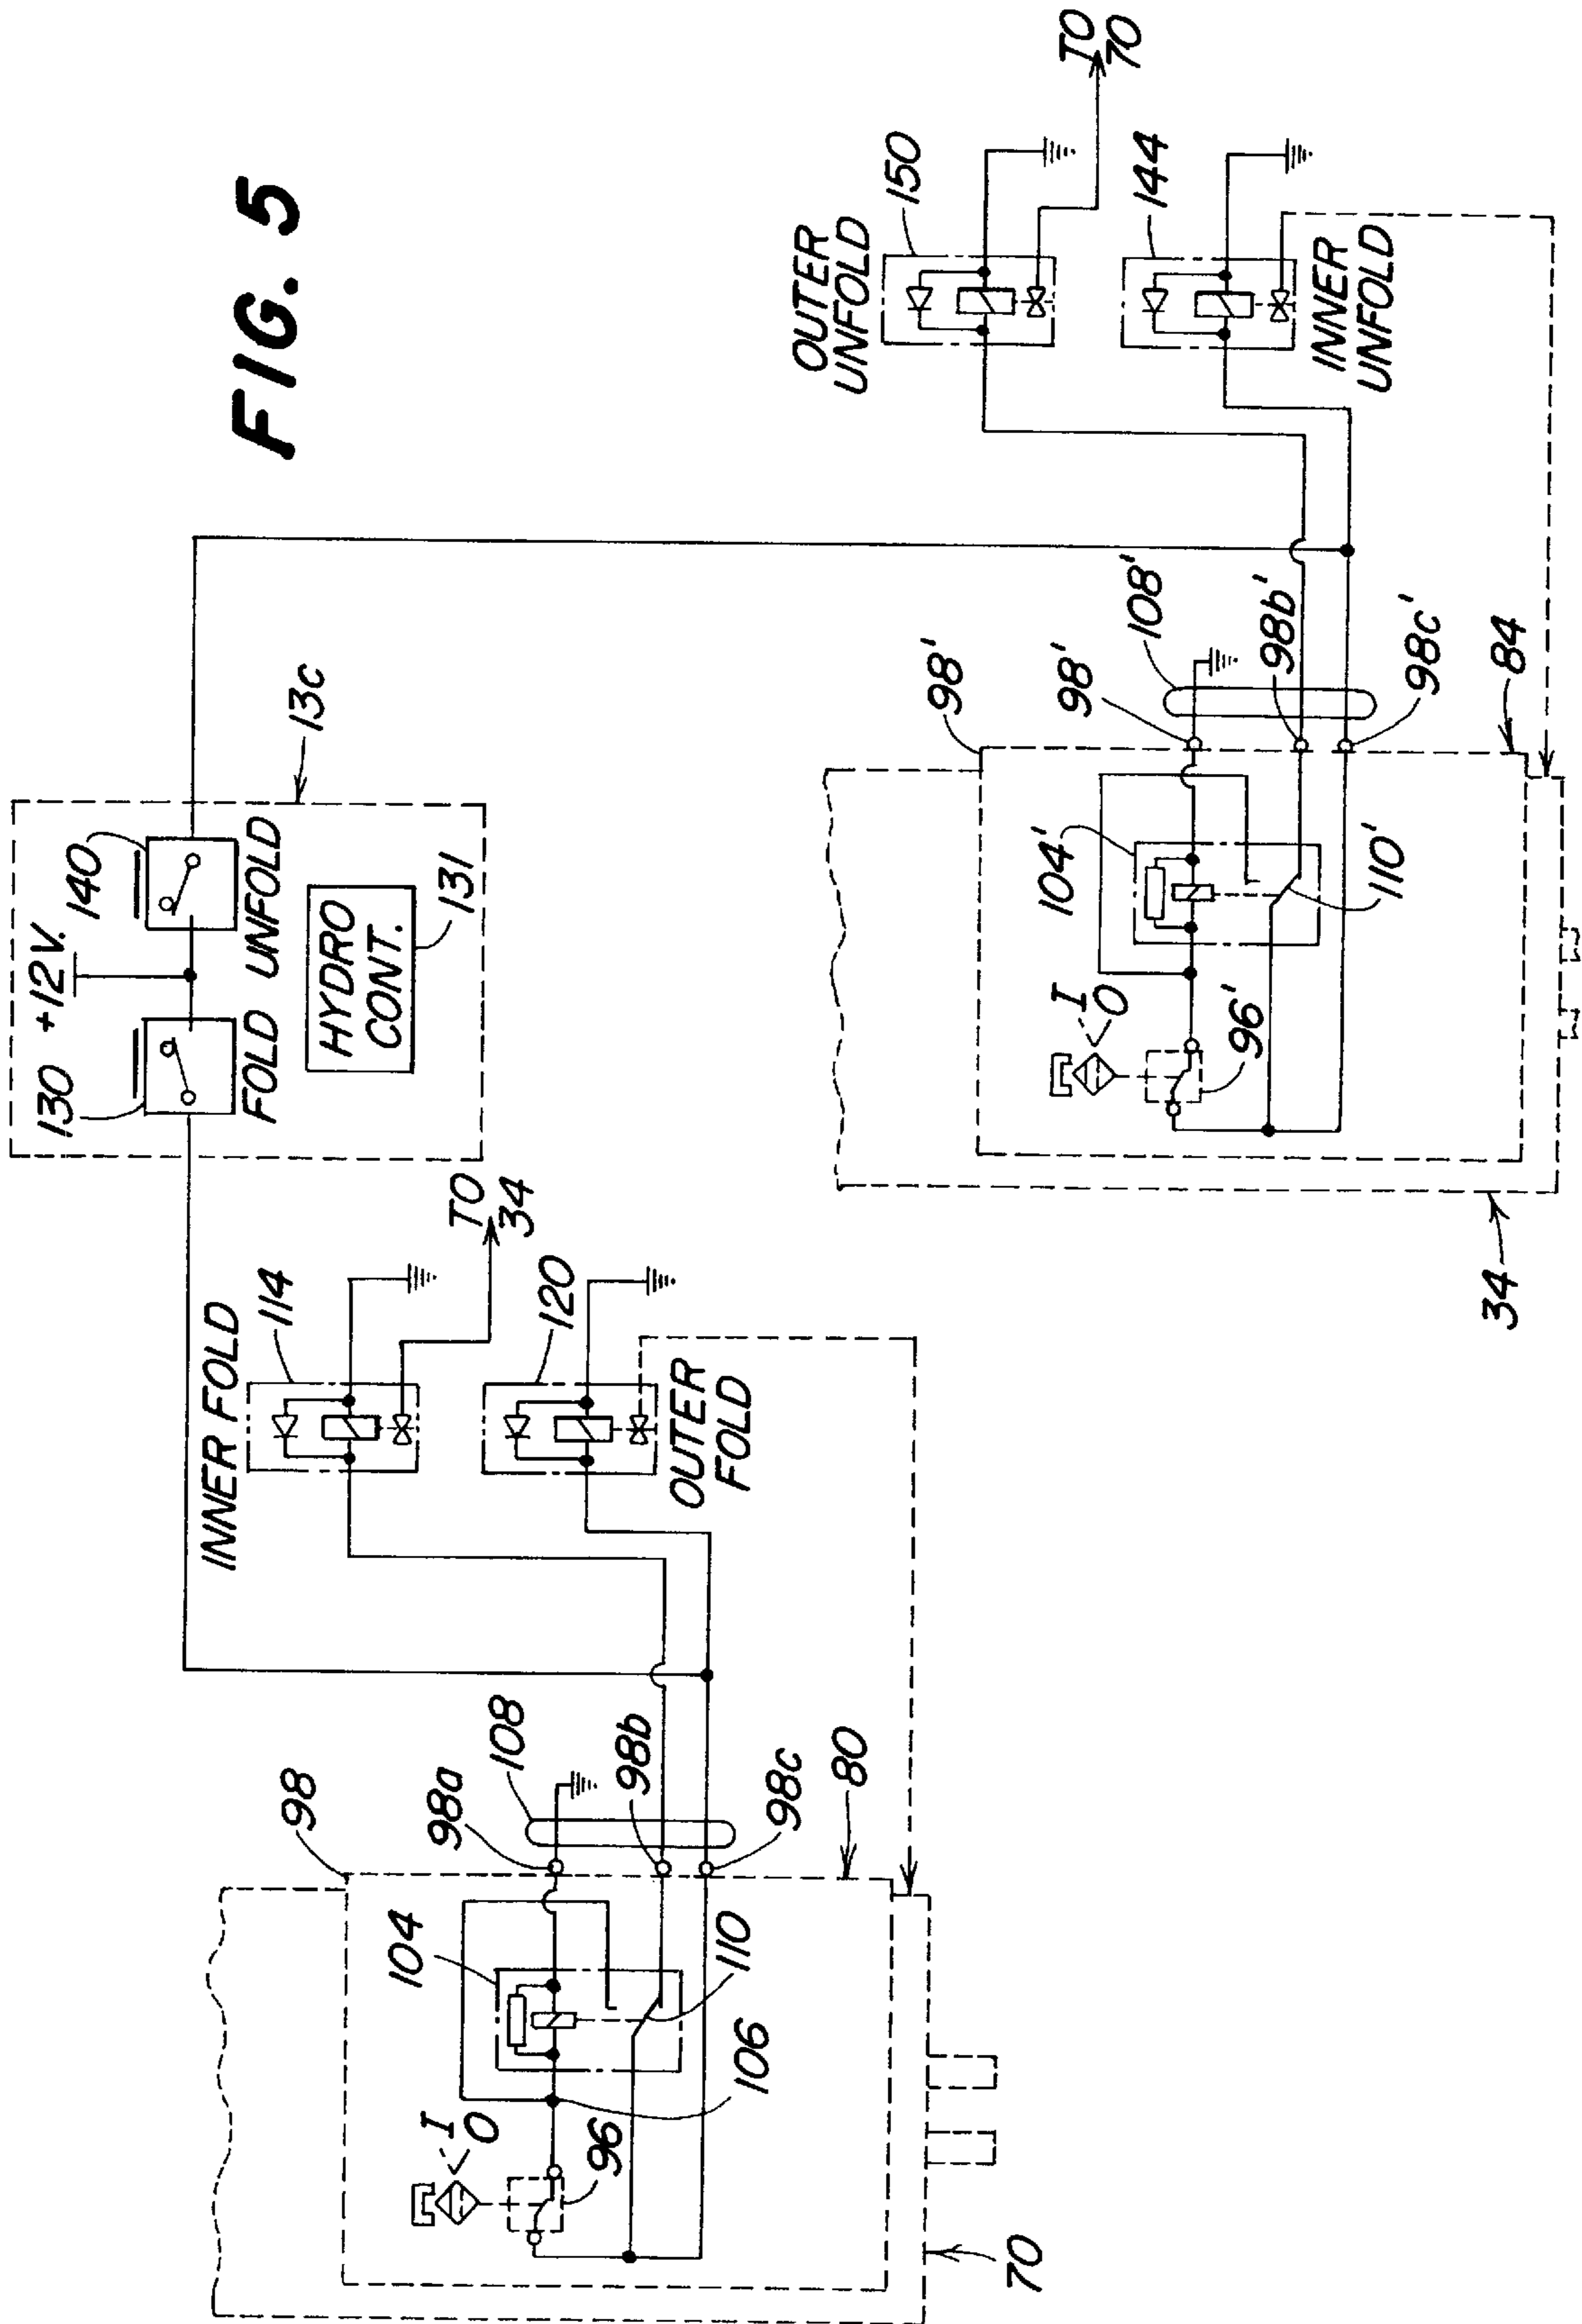 FIG. 5
130
+12V.
140
13c
FOLD
UNFOLD
HYDRO
CONT.
131
INNER FOLD
114
TO
34
120
OUTER
FOLD
98
98a
108
98b
98c
80
104
110
106
I
O
96
70
OUTER
UNFOLD
150
TO
70
144
INNER
UNFOLD
98'
98'
108'
98b'
98c'
84
104'
110'
I
O
96'
34